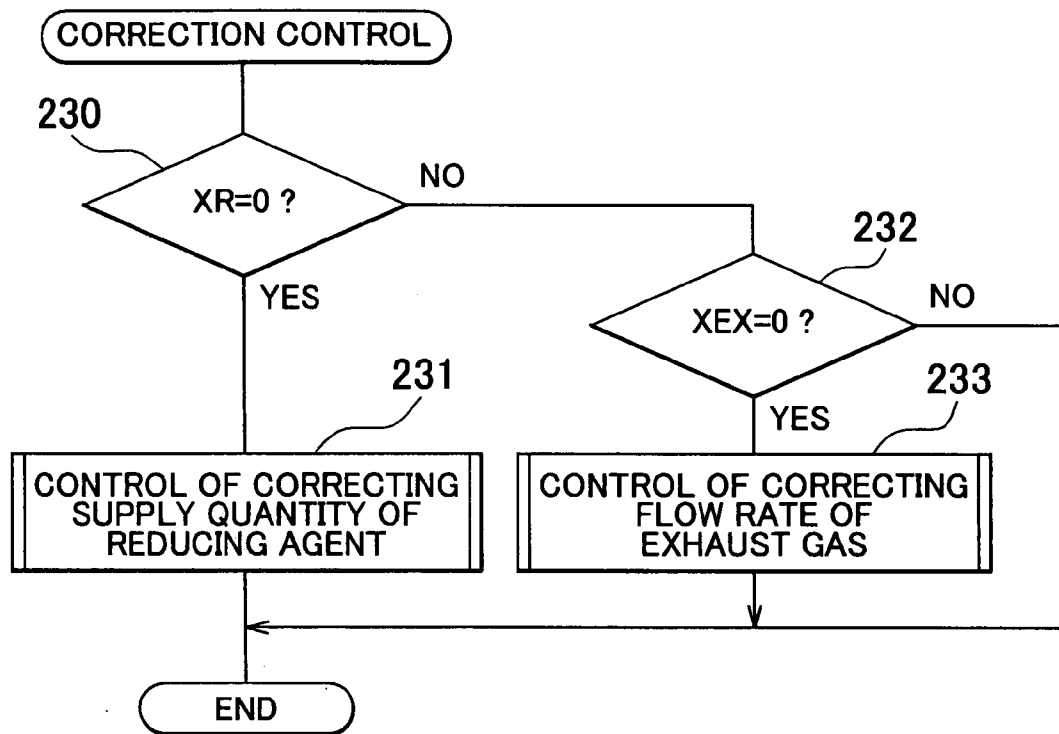 CORRECTION CONTROL
230
XR=0 ?
NO
YES
232
XEX=0 ?
NO
YES
231
CONTROL OF CORRECTING
SUPPLY QUANTITY OF
REDUCING AGENT
233
CONTROL OF CORRECTING
FLOW RATE OF
EXHAUST GAS
END